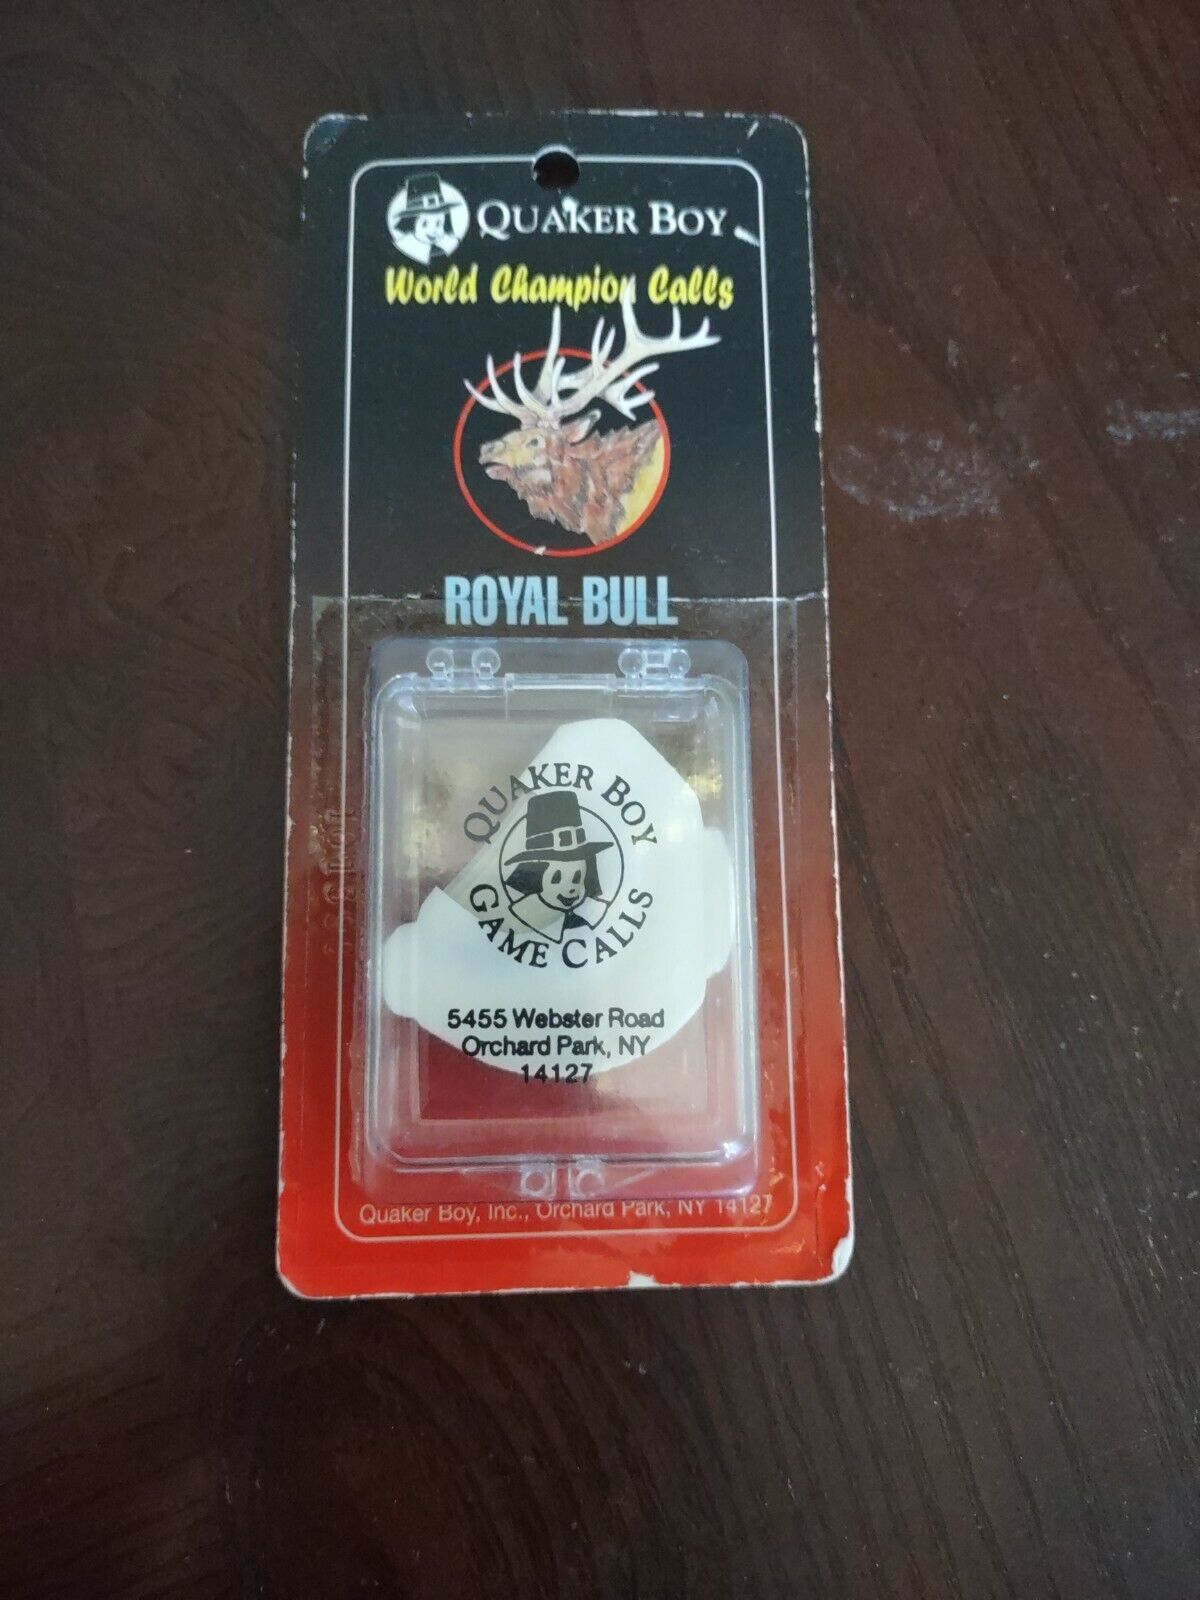 QUAKER BOY
World Champion Calls
ROYAL BULL
QUAKER BOY
GAME CALLS
5455 Webster Road
Orchard Park, NY
14127
Quaker Boy, Inc., Orchard Park, NY 14127